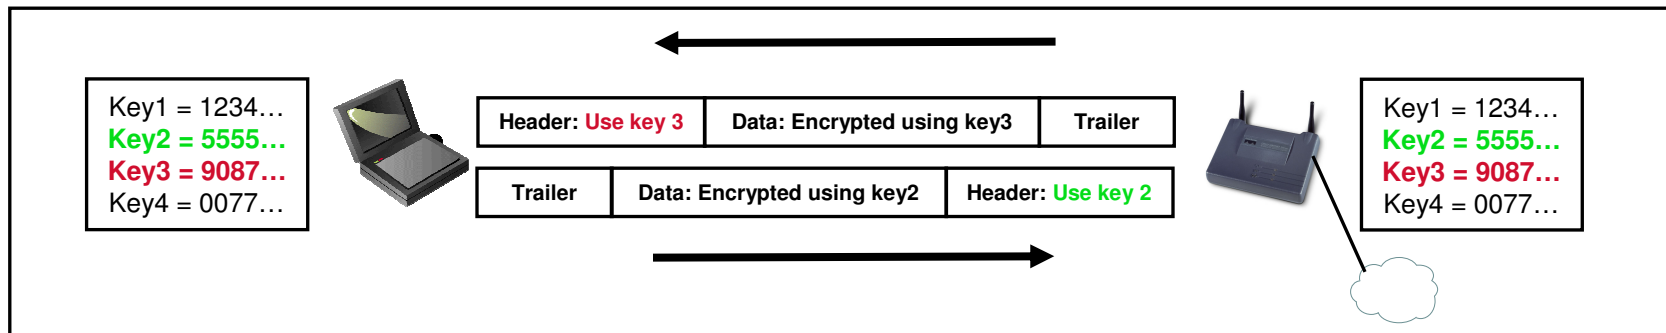 Key1 = 1234…
Key2 = 5555…
Key3 = 9087…
Key4 = 0077…
Header: Use key 3 Data: Encrypted using key3 Trailer
Trailer Data: Encrypted using key2 Header: Use key 2
Key1 = 1234…
Key2 = 5555…
Key3 = 9087…
Key4 = 0077…